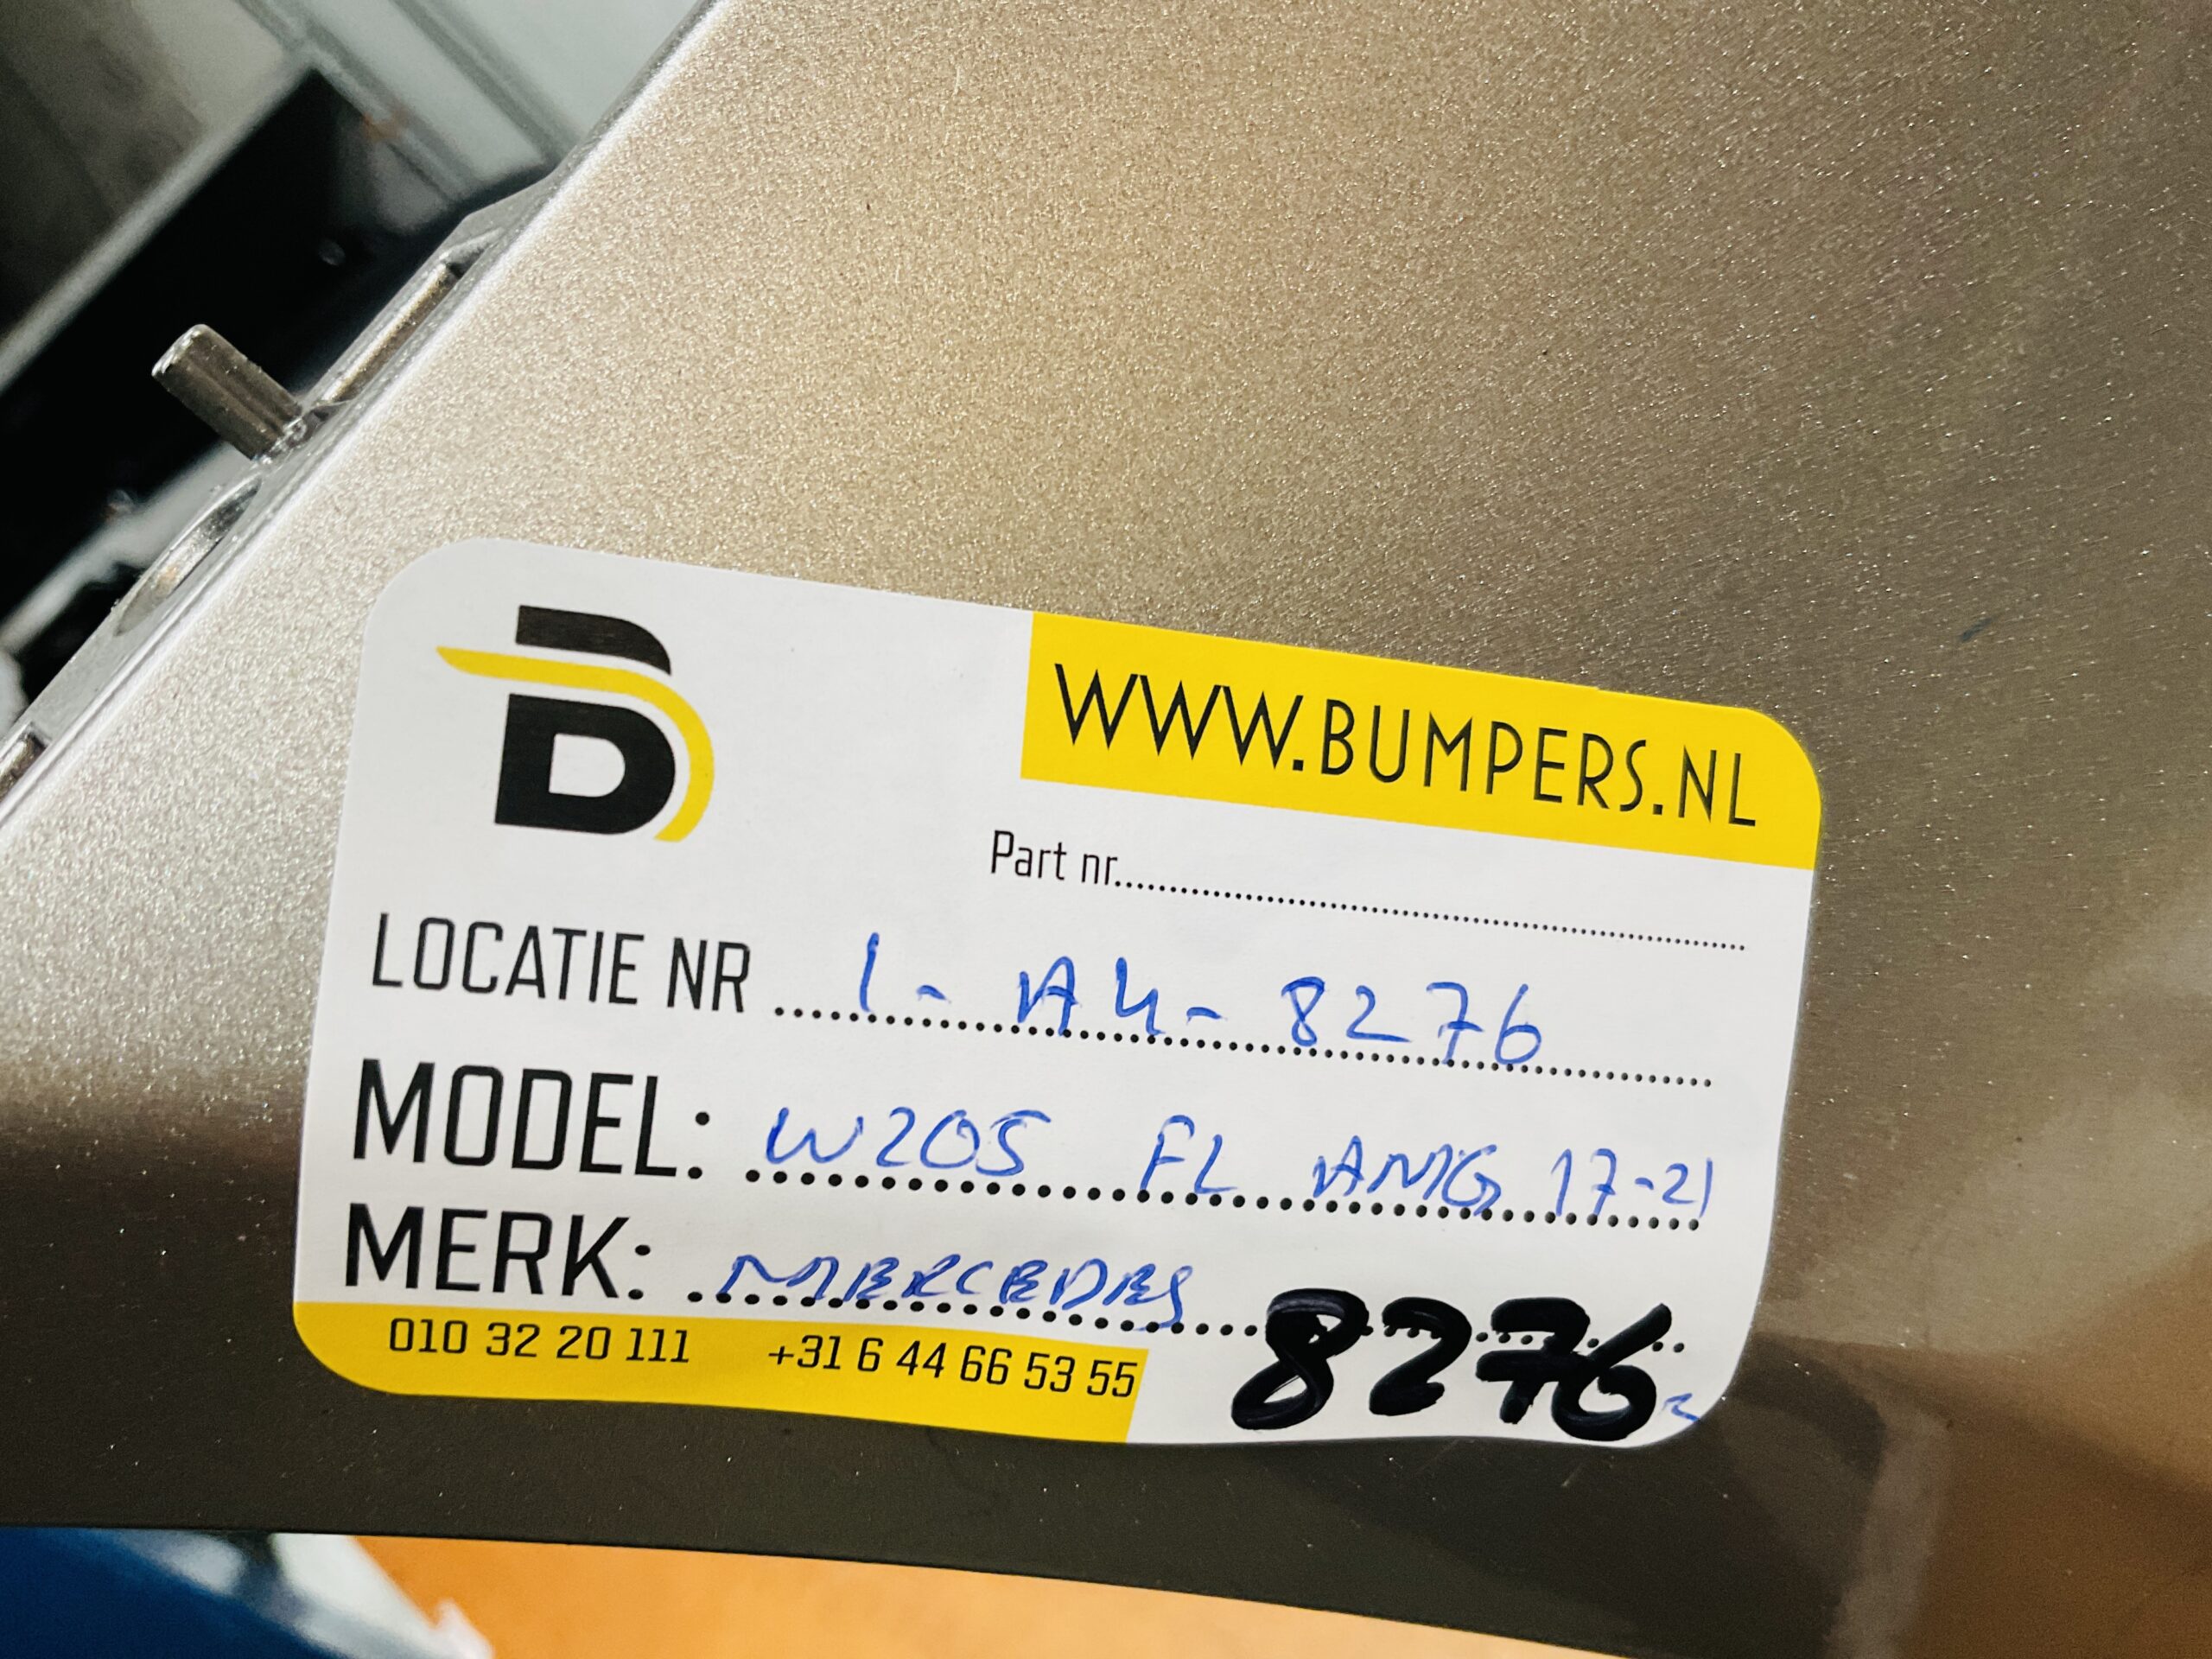 B
WWW.BUMPERS.NL
Part nr......................................................
LOCATIE NR ....1-A4-8276....
MODEL: W205 FL AMG 17-21
MERK: MERCEDES
010 32 20 111 +31 6 44 66 53 55
8276